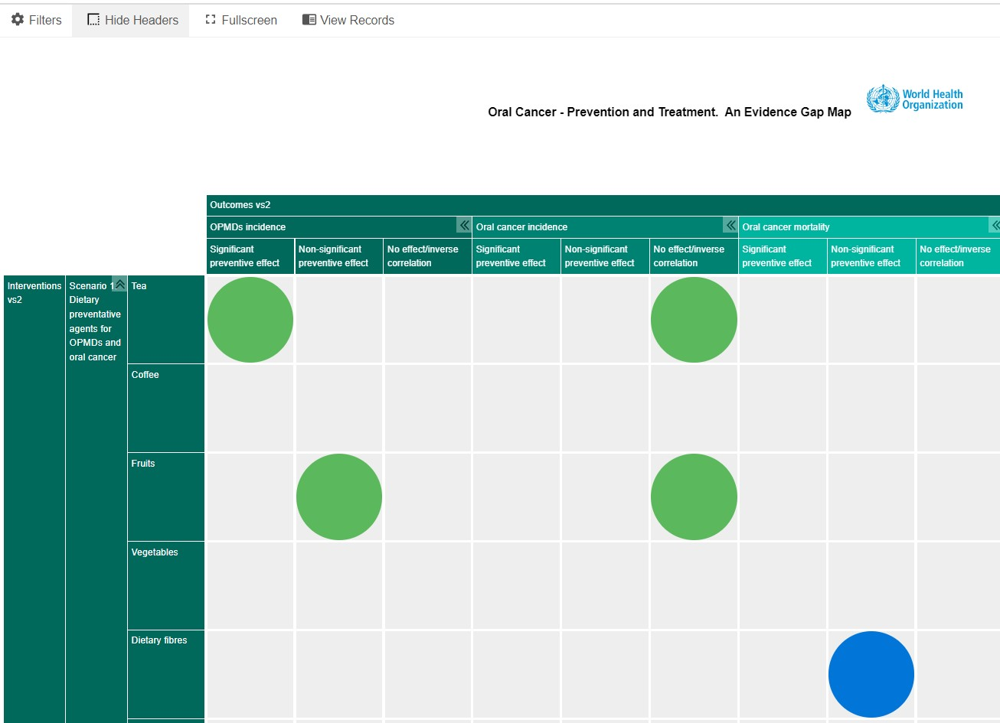 Filters Hide Headers Fullscreen View Records
World Health
Organization
Oral Cancer - Prevention and Treatment. An Evidence Gap Map
Outcomes vs2
OPMDs incidence
Oral cancer incidence
Oral cancer mortality
Significant
preventive effect
Non-significant
preventive effect
No effect/inverse
correlation
Significant
preventive effect
Non-significant
preventive effect
No effect/inverse
correlation
Significant
preventive effect
Non-significant
preventive effect
No effect/inverse
correlation
Interventions
vs2
Scenario 1
Dietary
preventative
agents for
OPMDs and
oral cancer
Tea
Coffee
Fruits
Vegetables
Dietary fibres